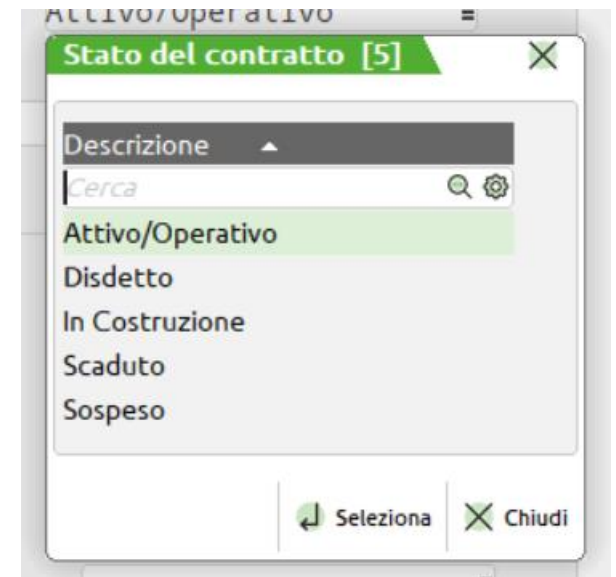 Attivo/Operativo
Stato del contratto [5]
Descrizione
Cerca
Attivo/Operativo
Disdetto
In Costruzione
Scaduto
Sospeso
Seleziona Chiudi